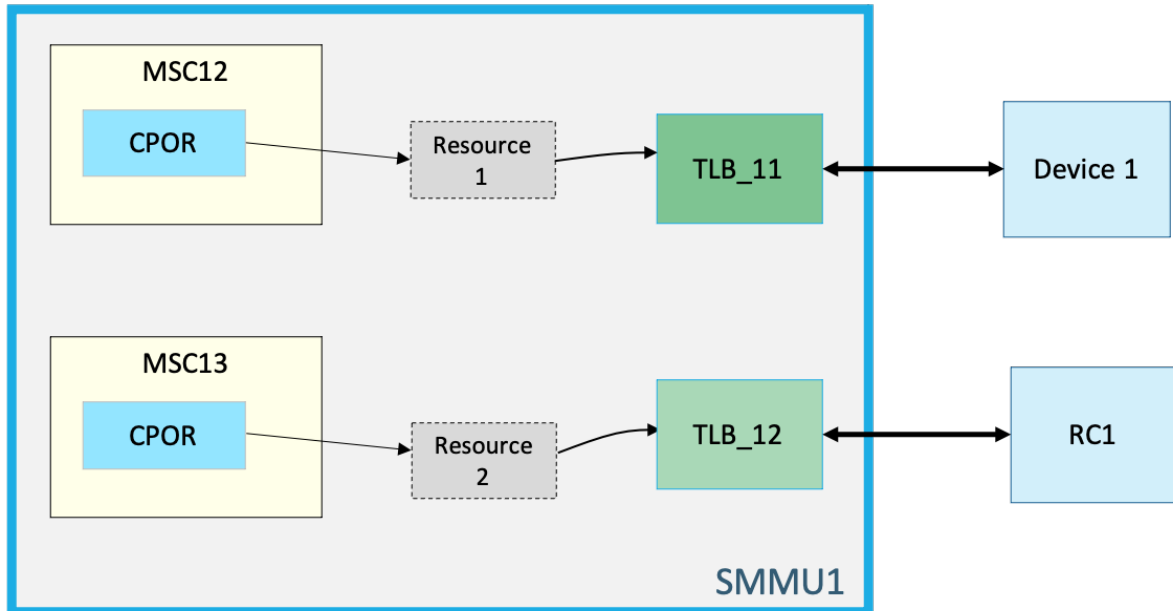 MSC12
CPOR
Resource
1
TLB_11
Device 1
MSC13
CPOR
Resource
2
TLB_12
RC1
SMMU1